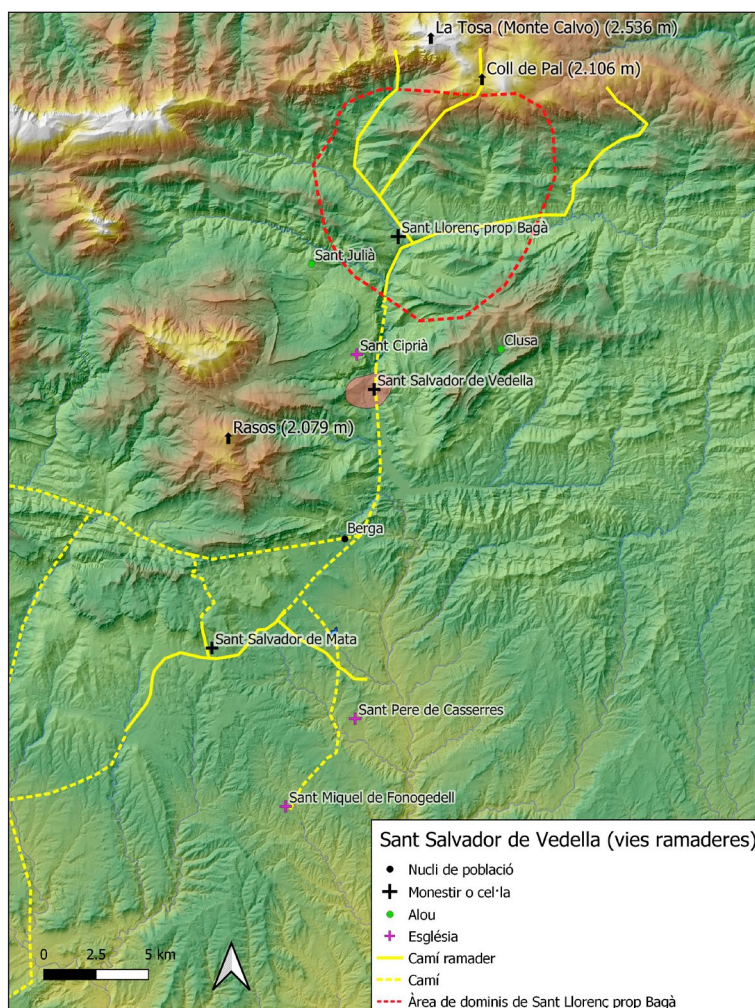 La Tosa (Monte Calvo) (2.536 m)
Coll de Pal (2.106 m)
Sant Llorenç prop Bagà
Sant Julià
Sant Ciprià
Clusa
Sant Salvador de Vedella
Rasos (2.079 m)
Berga
Sant Salvador de Mata
Sant Pere de Casserres
Sant Miquel de Fonogedell
Sant Salvador de Vedella (vies ramaderes)
Nucli de població
Monestir o cel·la
Alou
Església
Camí ramader
Camí
Àrea de dominis de Sant Llorenç prop Bagà
0 2.5 5 km